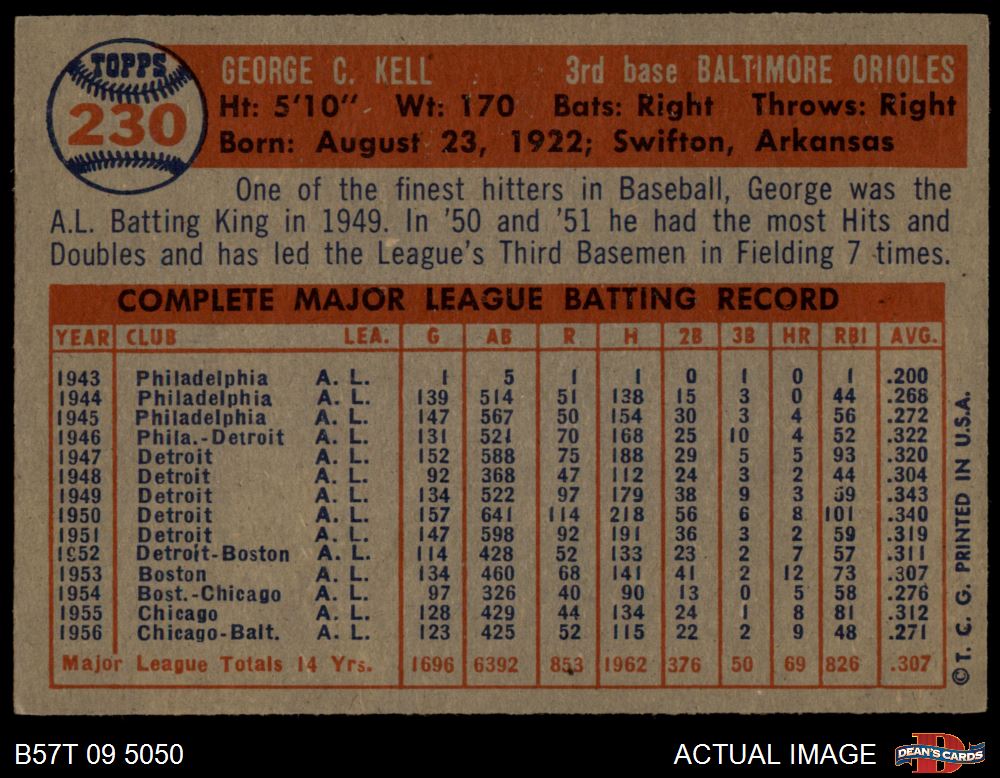 TOPPS
230
GEORGE C. KELL 3rd base BALTIMORE ORIOLES
Ht: 5'10" Wt: 170 Bats: Right Throws: Right
Born: August 23, 1922; Swifton, Arkansas
One of the finest hitters in Baseball, George was the
A.L. Batting King in 1949. In '50 and '51 he had the most Hits and
Doubles and has led the League's Third Basemen in Fielding 7 times.
COMPLETE MAJOR LEAGUE BATTING RECORD
YEAR CLUB LEA. G AB R H 2B 3B HR RBI AVG.
1943 Philadelphia A. L. 1 5 1 1 0 1 0 1 .200
1944 Philadelphia A. L. 139 514 51 138 15 3 0 44 .268
1945 Philadelphia A. L. 147 567 50 154 30 3 4 56 .272
1946 Phila.-Detroit A. L. 131 521 70 168 25 10 4 52 .322
1947 Detroit A. L. 152 588 75 188 29 5 5 93 .320
1948 Detroit A. L. 92 368 47 112 24 3 2 44 .304
1949 Detroit A. L. 134 522 97 179 38 9 3 59 .343
1950 Detroit A. L. 157 641 114 218 56 6 8 101 .340
1951 Detroit A. L. 147 598 92 191 36 3 2 59 .319
1952 Detroit-Boston A. L. 114 428 52 133 23 2 7 57 .311
1953 Boston A. L. 134 460 68 141 41 2 12 73 .307
1954 Bost.-Chicago A. L. 97 326 40 90 13 0 5 58 .276
1955 Chicago A. L. 128 429 44 134 24 1 8 81 .312
1956 Chicago-Balt. A. L. 123 425 52 115 22 2 9 48 .271
Major League Totals 14 Yrs. 1696 6392 853 1962 376 50 69 826 .307
© T. C. G. PRINTED IN U.S.A.
B57T 09 5050 ACTUAL IMAGE
DEAN'S CARDS